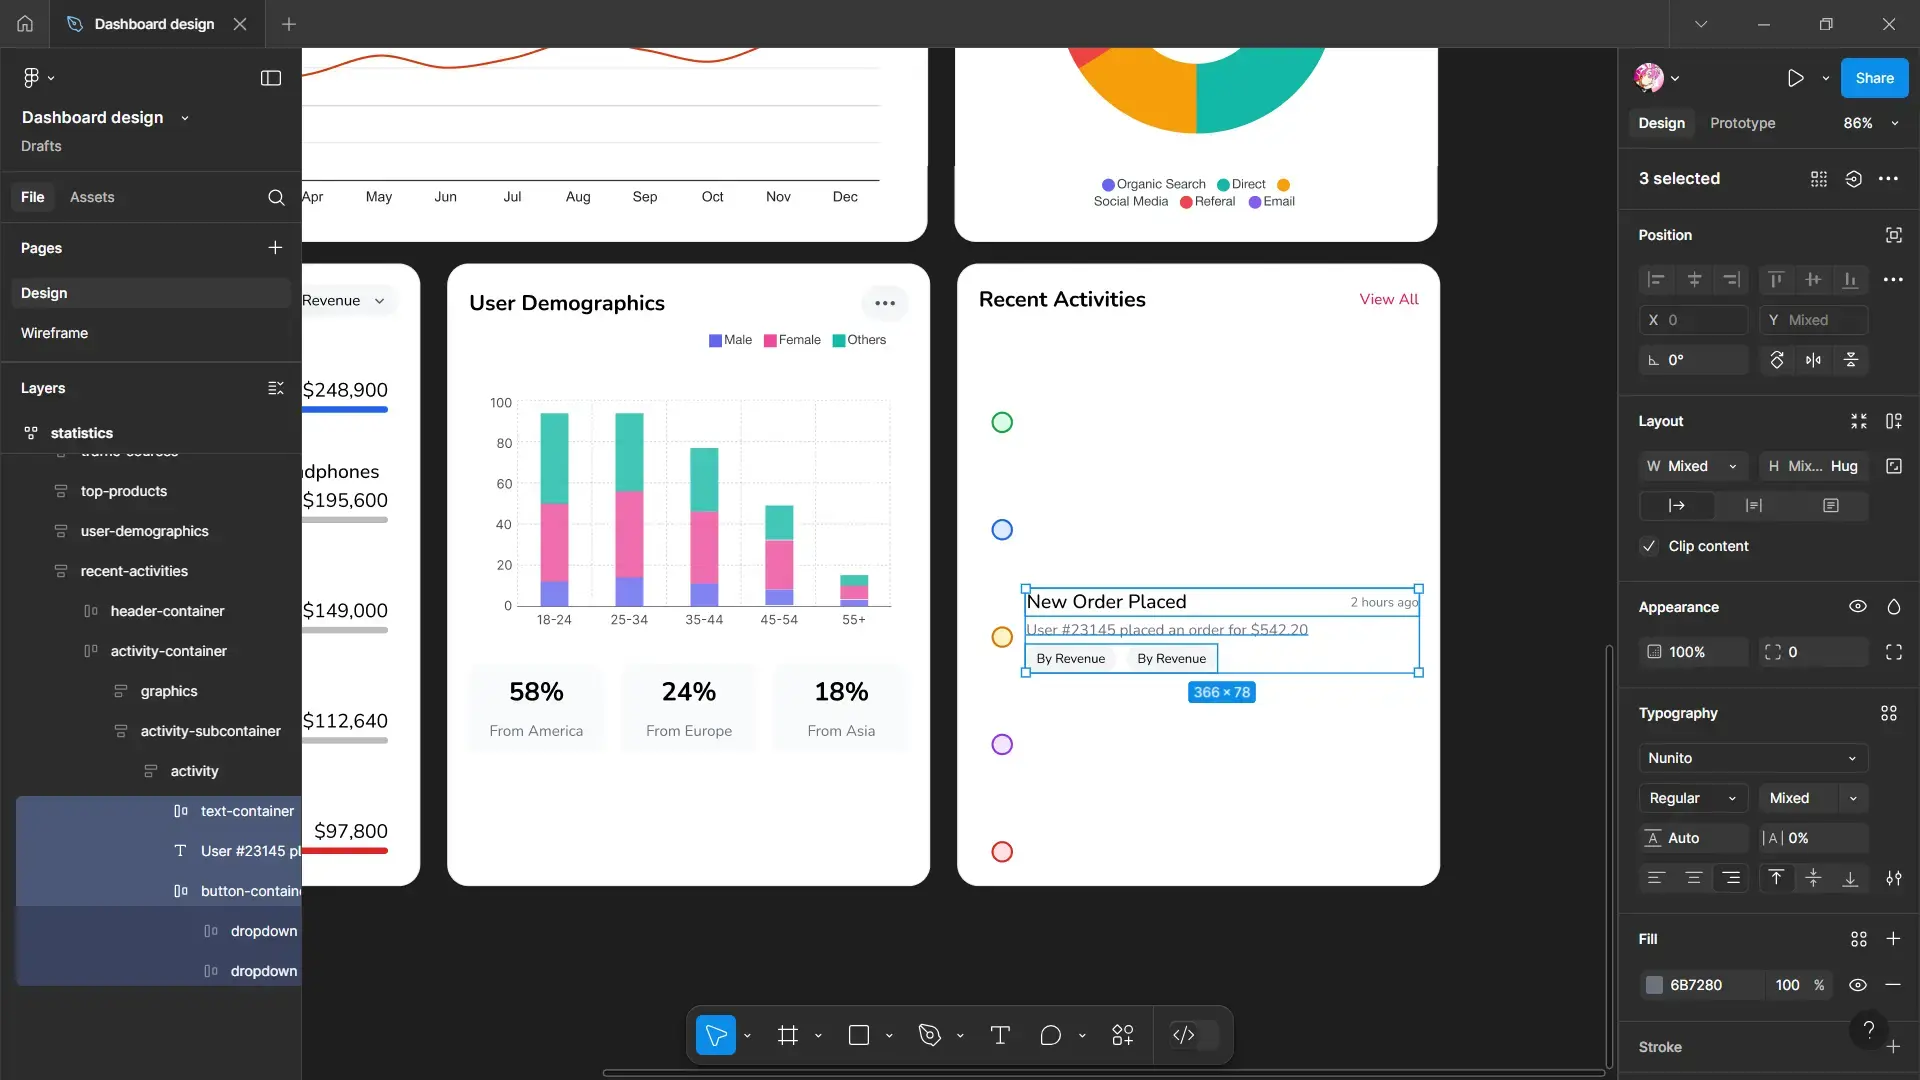 Dashboard design
Dashboard design
Drafts
File Assets
Pages
Design
Wireframe
Layers
statistics
top-products
user-demographics
recent-activities
header-container
activity-container
graphics
activity-subcontainer
activity
text-container
User #23145 pl
button-contain
dropdown
dropdown
Apr May Jun Jul Aug Sep Oct Nov Dec
Organic Search Direct
Social Media Referal Email
Revenue
$248,900
dphones
$195,600
$149,000
$112,640
$97,800
User Demographics
Male Female Others
100
80
60
40
20
0
18-24 25-34 35-44 45-54 55+
58% 24% 18%
From America From Europe From Asia
Recent Activities View All
New Order Placed 2 hours ago
User #23145 placed an order for $542.20
By Revenue By Revenue
366 × 78
Share
Design Prototype 86%
3 selected
Position
X 0 Y Mixed
0°
Layout
W Mixed H Mix... Hug
Clip content
Appearance
100% 0
Typography
Nunito
Regular Mixed
A Auto |A| 0%
Fill
6B7280 100 %
?
Stroke